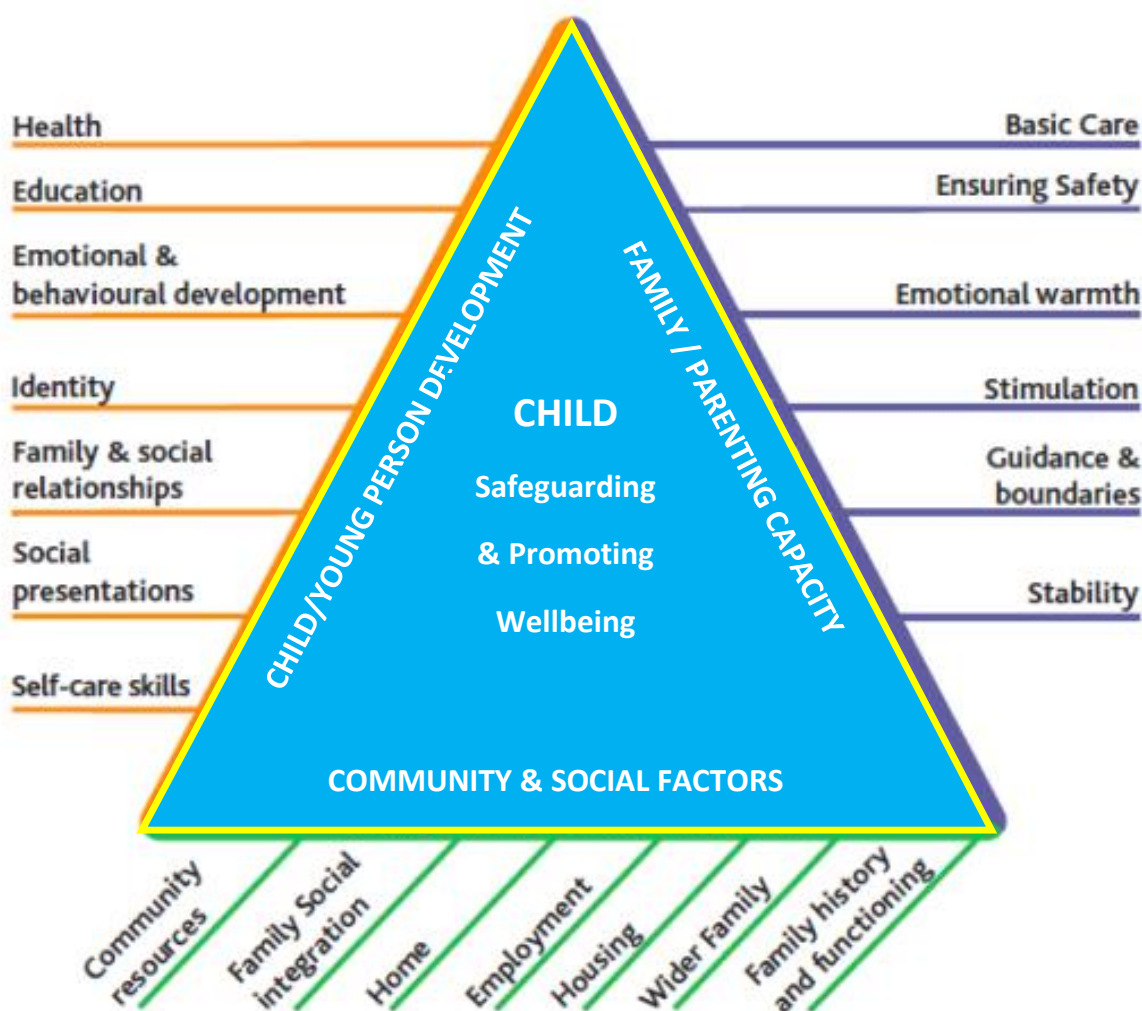 Health
Education
Emotional &
behavioural development
Identity
Family & social
relationships
Social
presentations
Self-care skills
CHILD/YOUNG PERSON DEVELOPMENT
CHILD
Safeguarding
& Promoting
Wellbeing
FAMILY / PARENTING CAPACITY
Basic Care
Ensuring Safety
Emotional warmth
Stimulation
Guidance &
boundaries
Stability
COMMUNITY & SOCIAL FACTORS
Community
resources
Family Social
integration
Home
Employment
Housing
Wider Family
Family history
and functioning